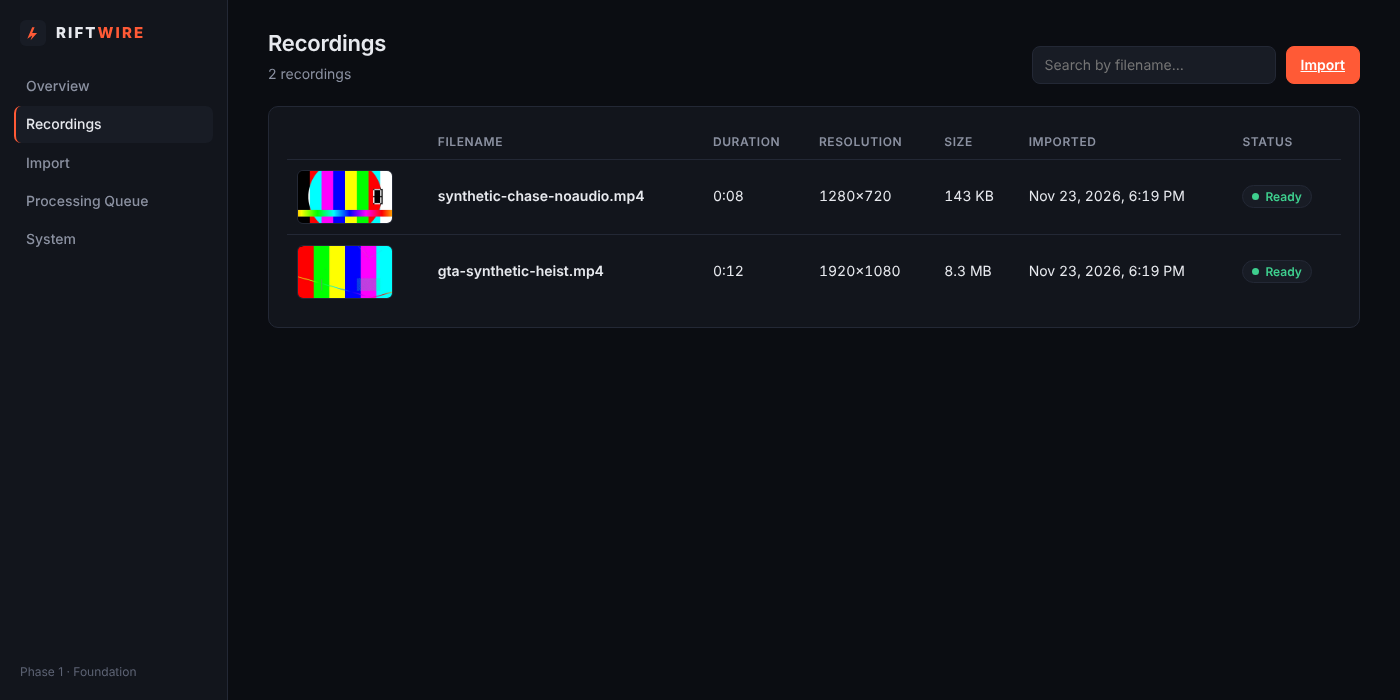 RIFTWIRE
Overview
Recordings
Import
Processing Queue
System
Phase 1 · Foundation
Recordings
2 recordings
Search by filename...
Import
FILENAME DURATION RESOLUTION SIZE IMPORTED STATUS
synthetic-chase-noaudio.mp4 0:08 1280×720 143 KB Nov 23, 2026, 6:19 PM Ready
gta-synthetic-heist.mp4 0:12 1920×1080 8.3 MB Nov 23, 2026, 6:19 PM Ready